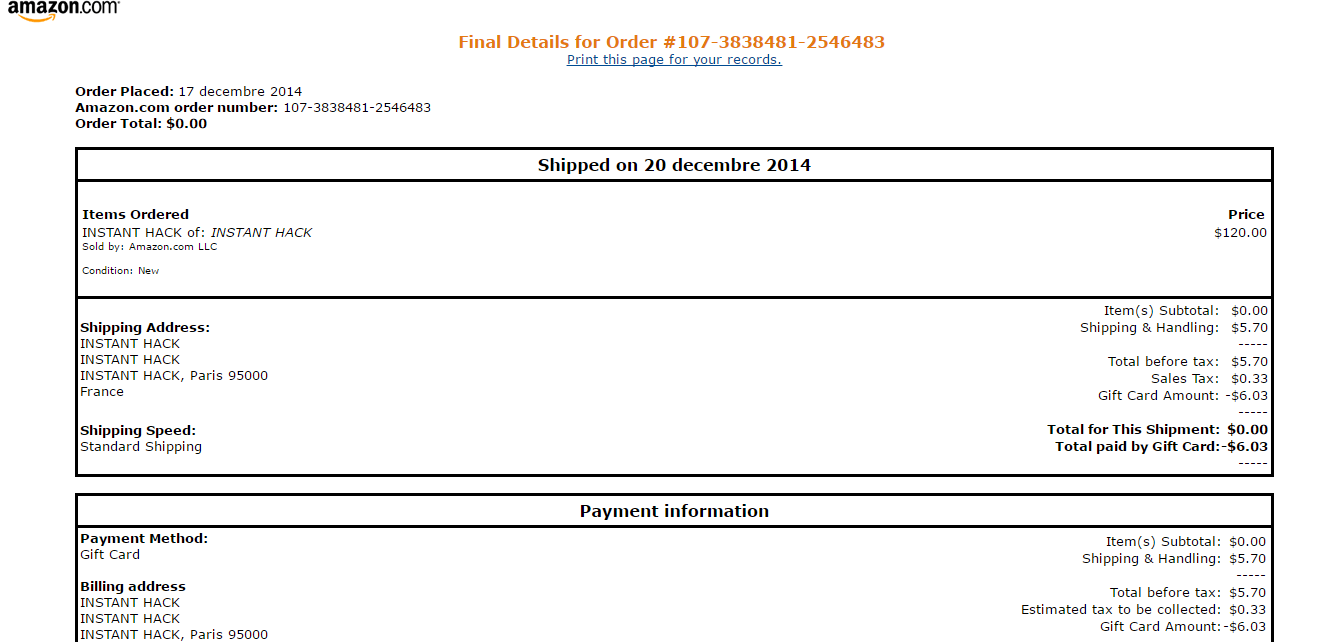 amazon.com
Final Details for Order #107-3838481-2546483
Print this page for your records.
Order Placed: 17 decembre 2014
Amazon.com order number: 107-3838481-2546483
Order Total: $0.00
Shipped on 20 decembre 2014
Items Ordered Price
INSTANT HACK of: INSTANT HACK $120.00
Sold by: Amazon.com LLC
Condition: New
Item(s) Subtotal: $0.00
Shipping Address: Shipping & Handling: $5.70
INSTANT HACK -----
INSTANT HACK Total before tax: $5.70
INSTANT HACK, Paris 95000 Sales Tax: $0.33
France Gift Card Amount: -$6.03
-----
Shipping Speed: Total for This Shipment: $0.00
Standard Shipping Total paid by Gift Card:-$6.03
-----
Payment information
Payment Method: Item(s) Subtotal: $0.00
Gift Card Shipping & Handling: $5.70
-----
Billing address Total before tax: $5.70
INSTANT HACK Estimated tax to be collected: $0.33
INSTANT HACK Gift Card Amount:-$6.03
INSTANT HACK, Paris 95000